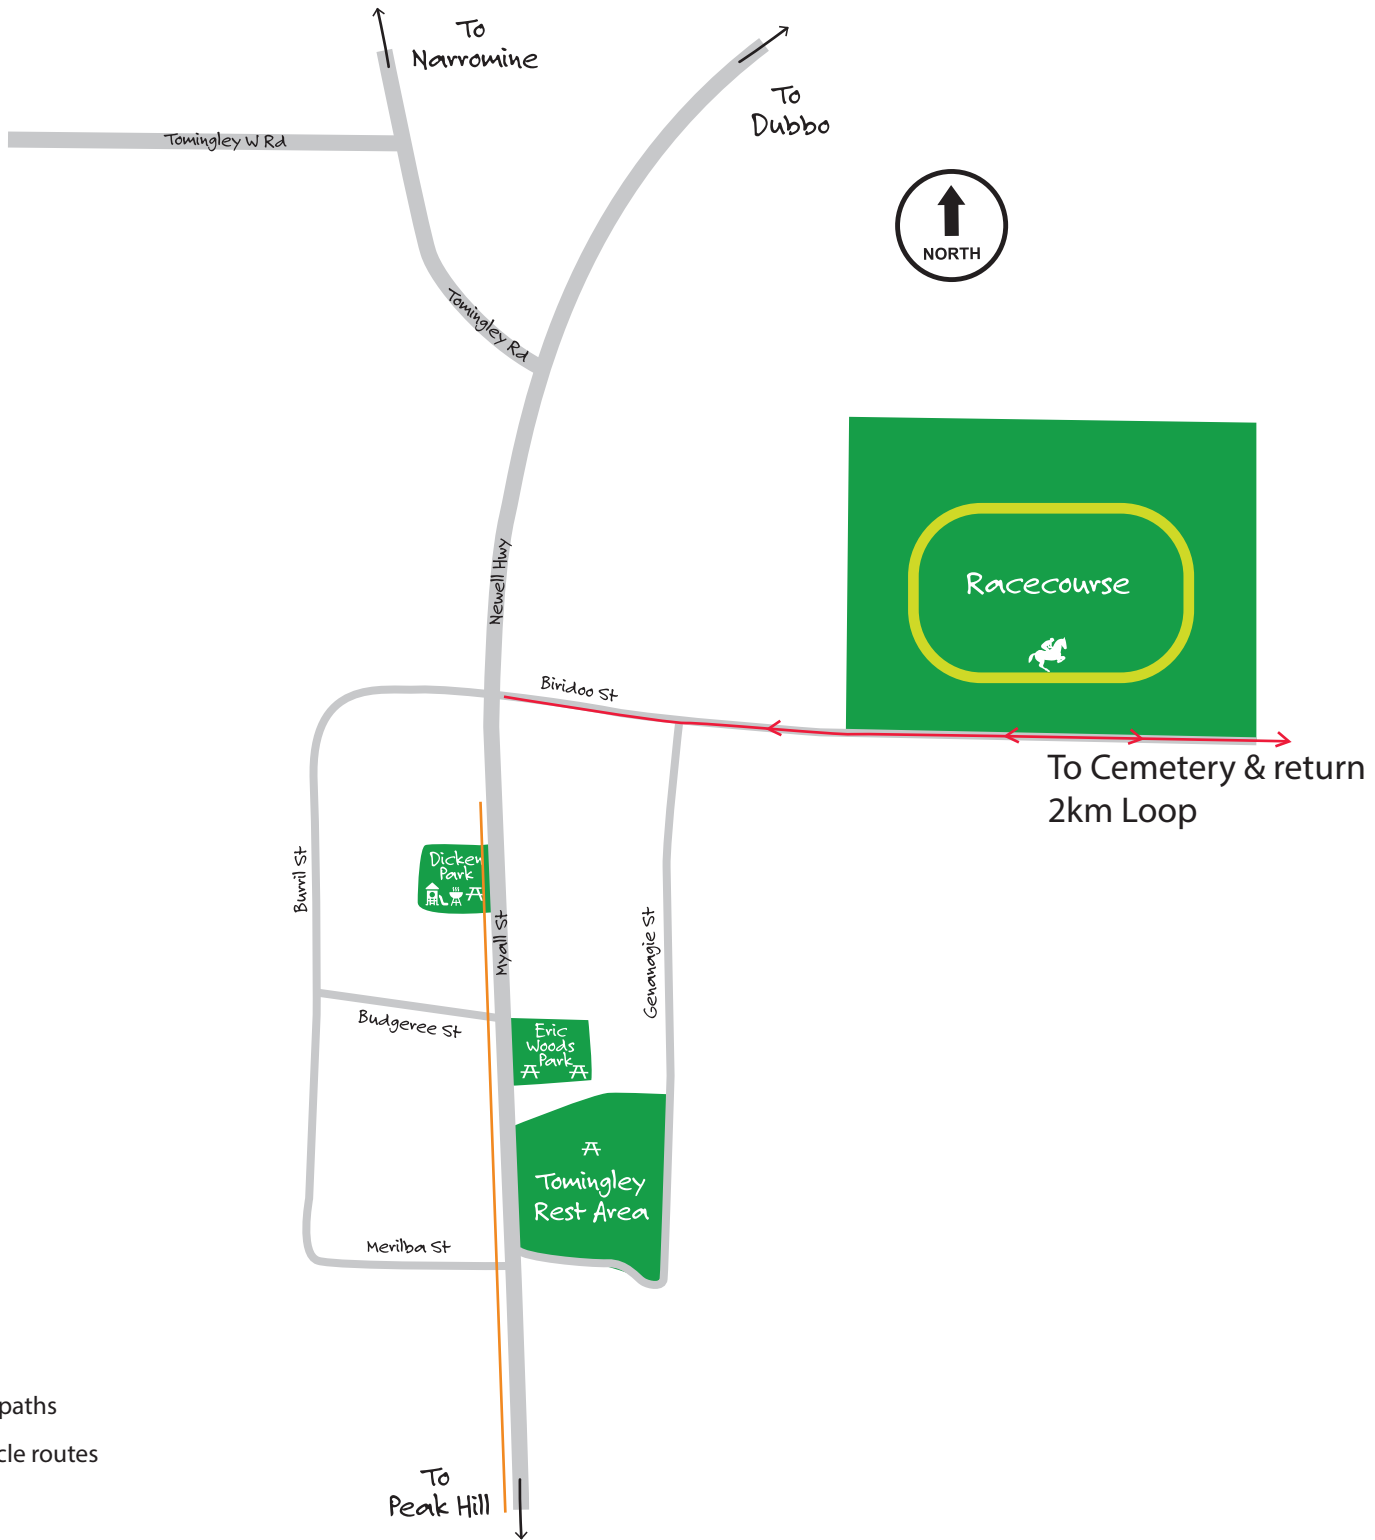 To
Narromine
To
Dubbo
Tomingley W Rd
NORTH
Tomingley Rd
Newell Hwy
Racecourse
Biridoo St
To Cemetery & return
2km Loop
Dicken
Park
Burril St
Myall St
Genanagie St
Budgeree St
Eric
Woods
Park
Tomingley
Rest Area
Merilba St
paths
cle routes
To
Peak Hill